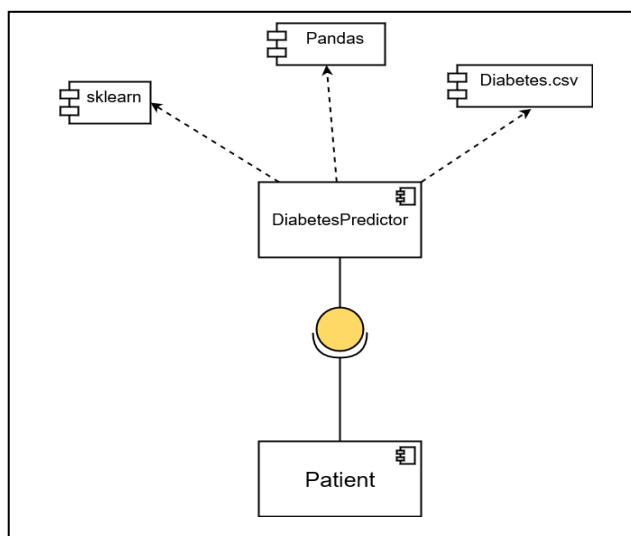 Pandas
sklearn
Diabetes.csv
DiabetesPredictor
Patient